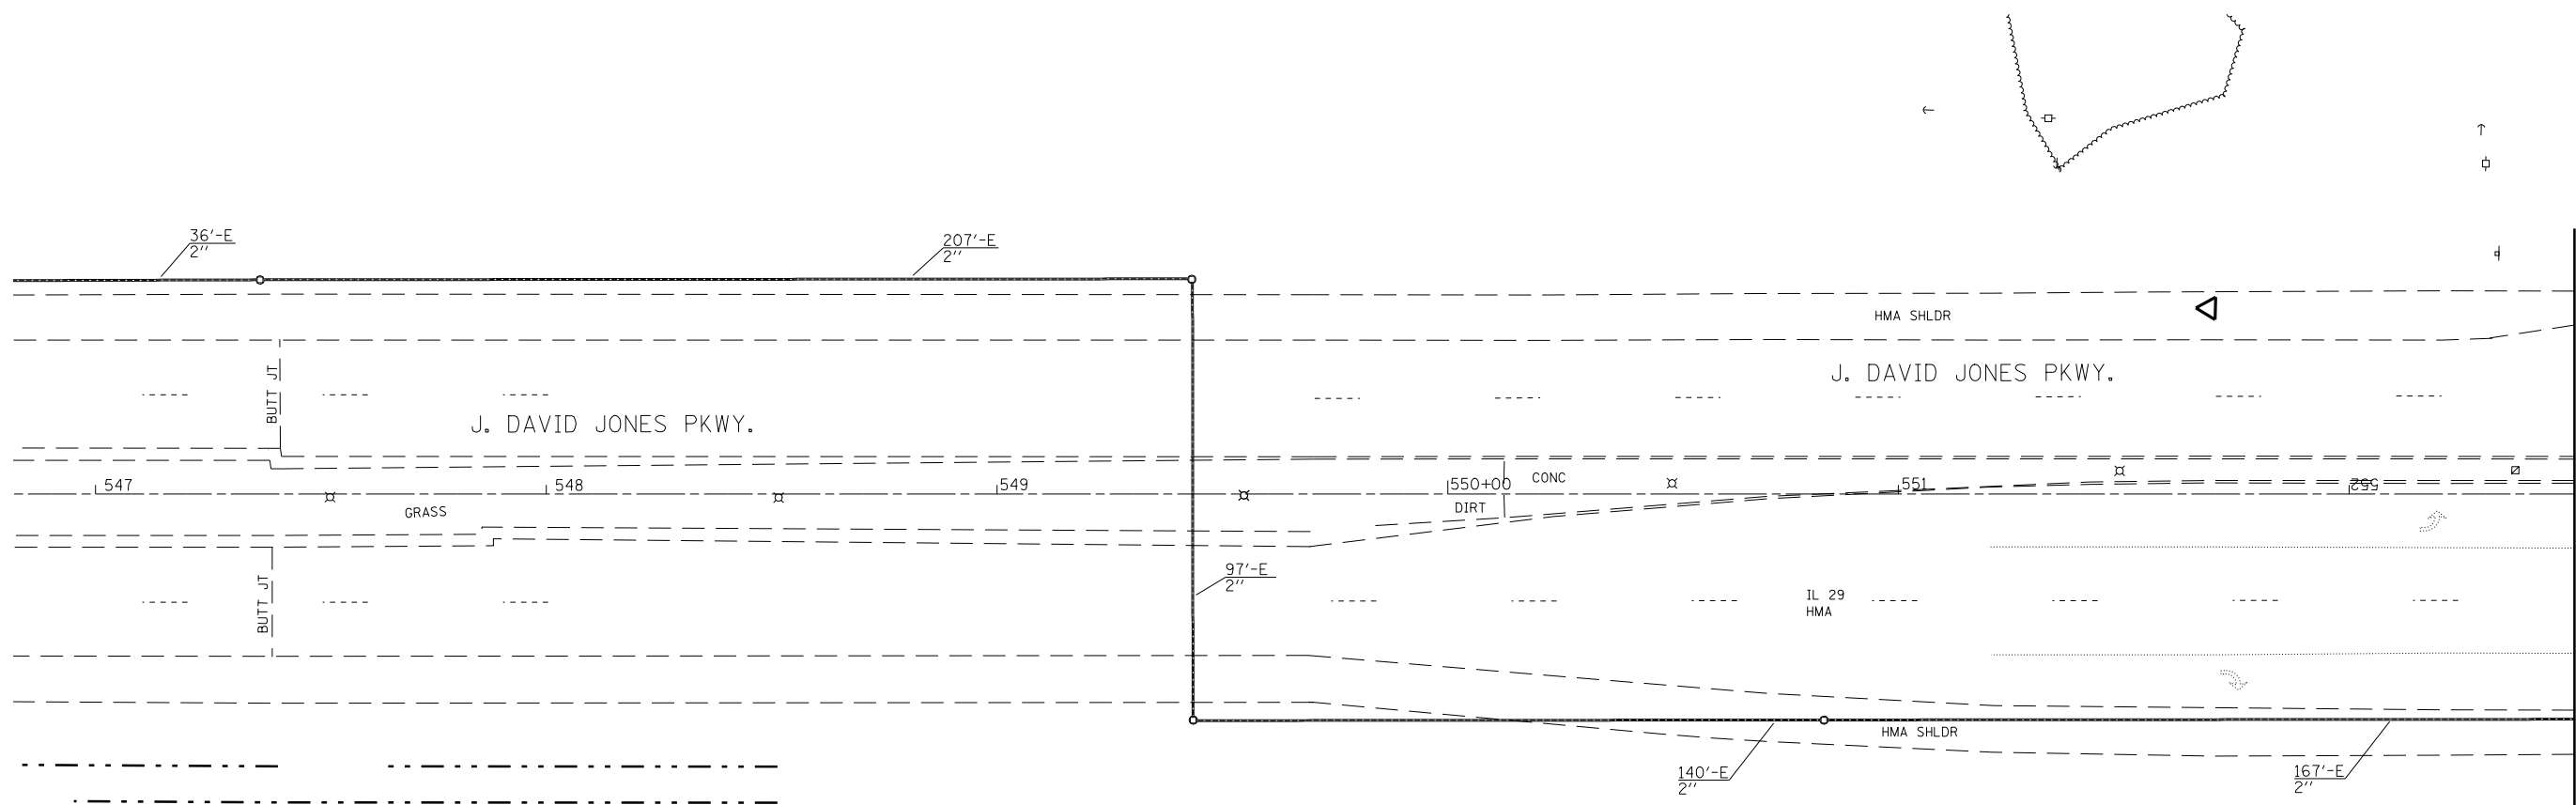 36'-E
2''
207'-E
2''
HMA SHLDR
J. DAVID JONES PKWY.
BUTT JT
J. DAVID JONES PKWY.
547
548
549
550+00
CONC
551
552
GRASS
DIRT
BUTT JT
97'-E
2''
IL 29
HMA
HMA SHLDR
140'-E
2''
167'-E
2''